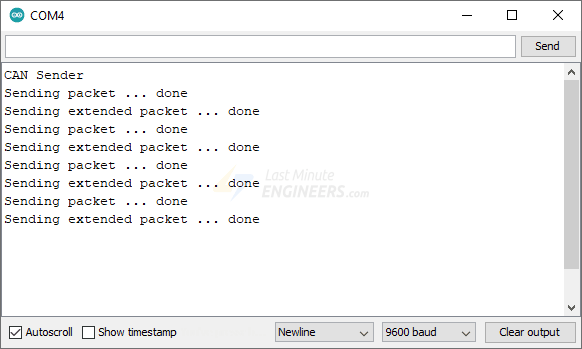 COM4
Send
CAN Sender
Sending packet ... done
Sending extended packet ... done
Sending packet ... done
Sending extended packet ... done
Sending packet ... done
Sending extended packet ... done
Sending packet ... done
Sending extended packet ... done
Last Minute
ENGINEERS.com
Autoscroll Show timestamp Newline 9600 baud Clear output